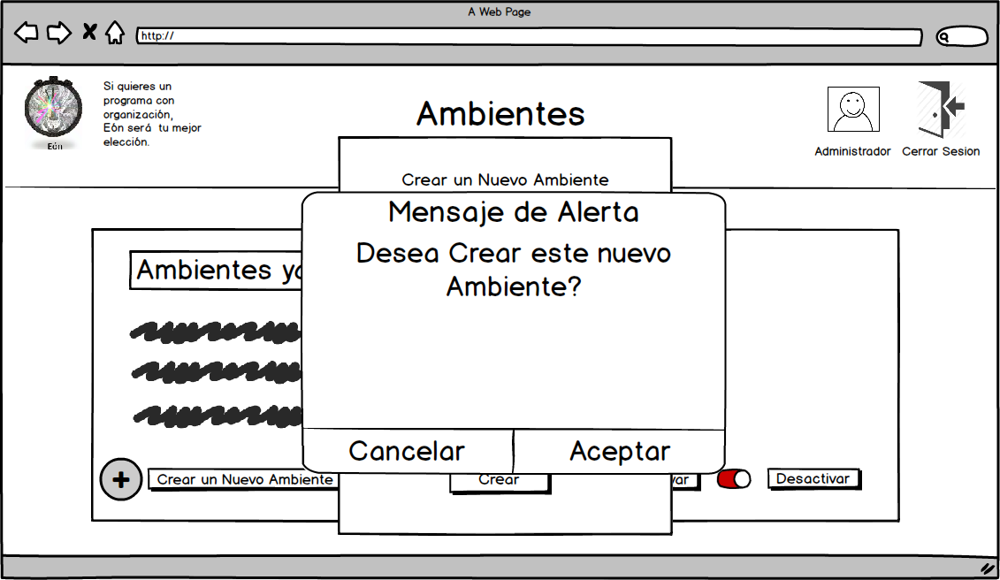 A Web Page
http://
Si quieres un
programa con
organización,
Eón será tu mejor
elección.
Eón
Ambientes
Administrador
Cerrar Sesion
Crear un Nuevo Ambiente
Mensaje de Alerta
Desea Crear este nuevo
Ambiente?
Ambientes
Cancelar
Aceptar
Crear un Nuevo Ambiente
Crear
Desactivar